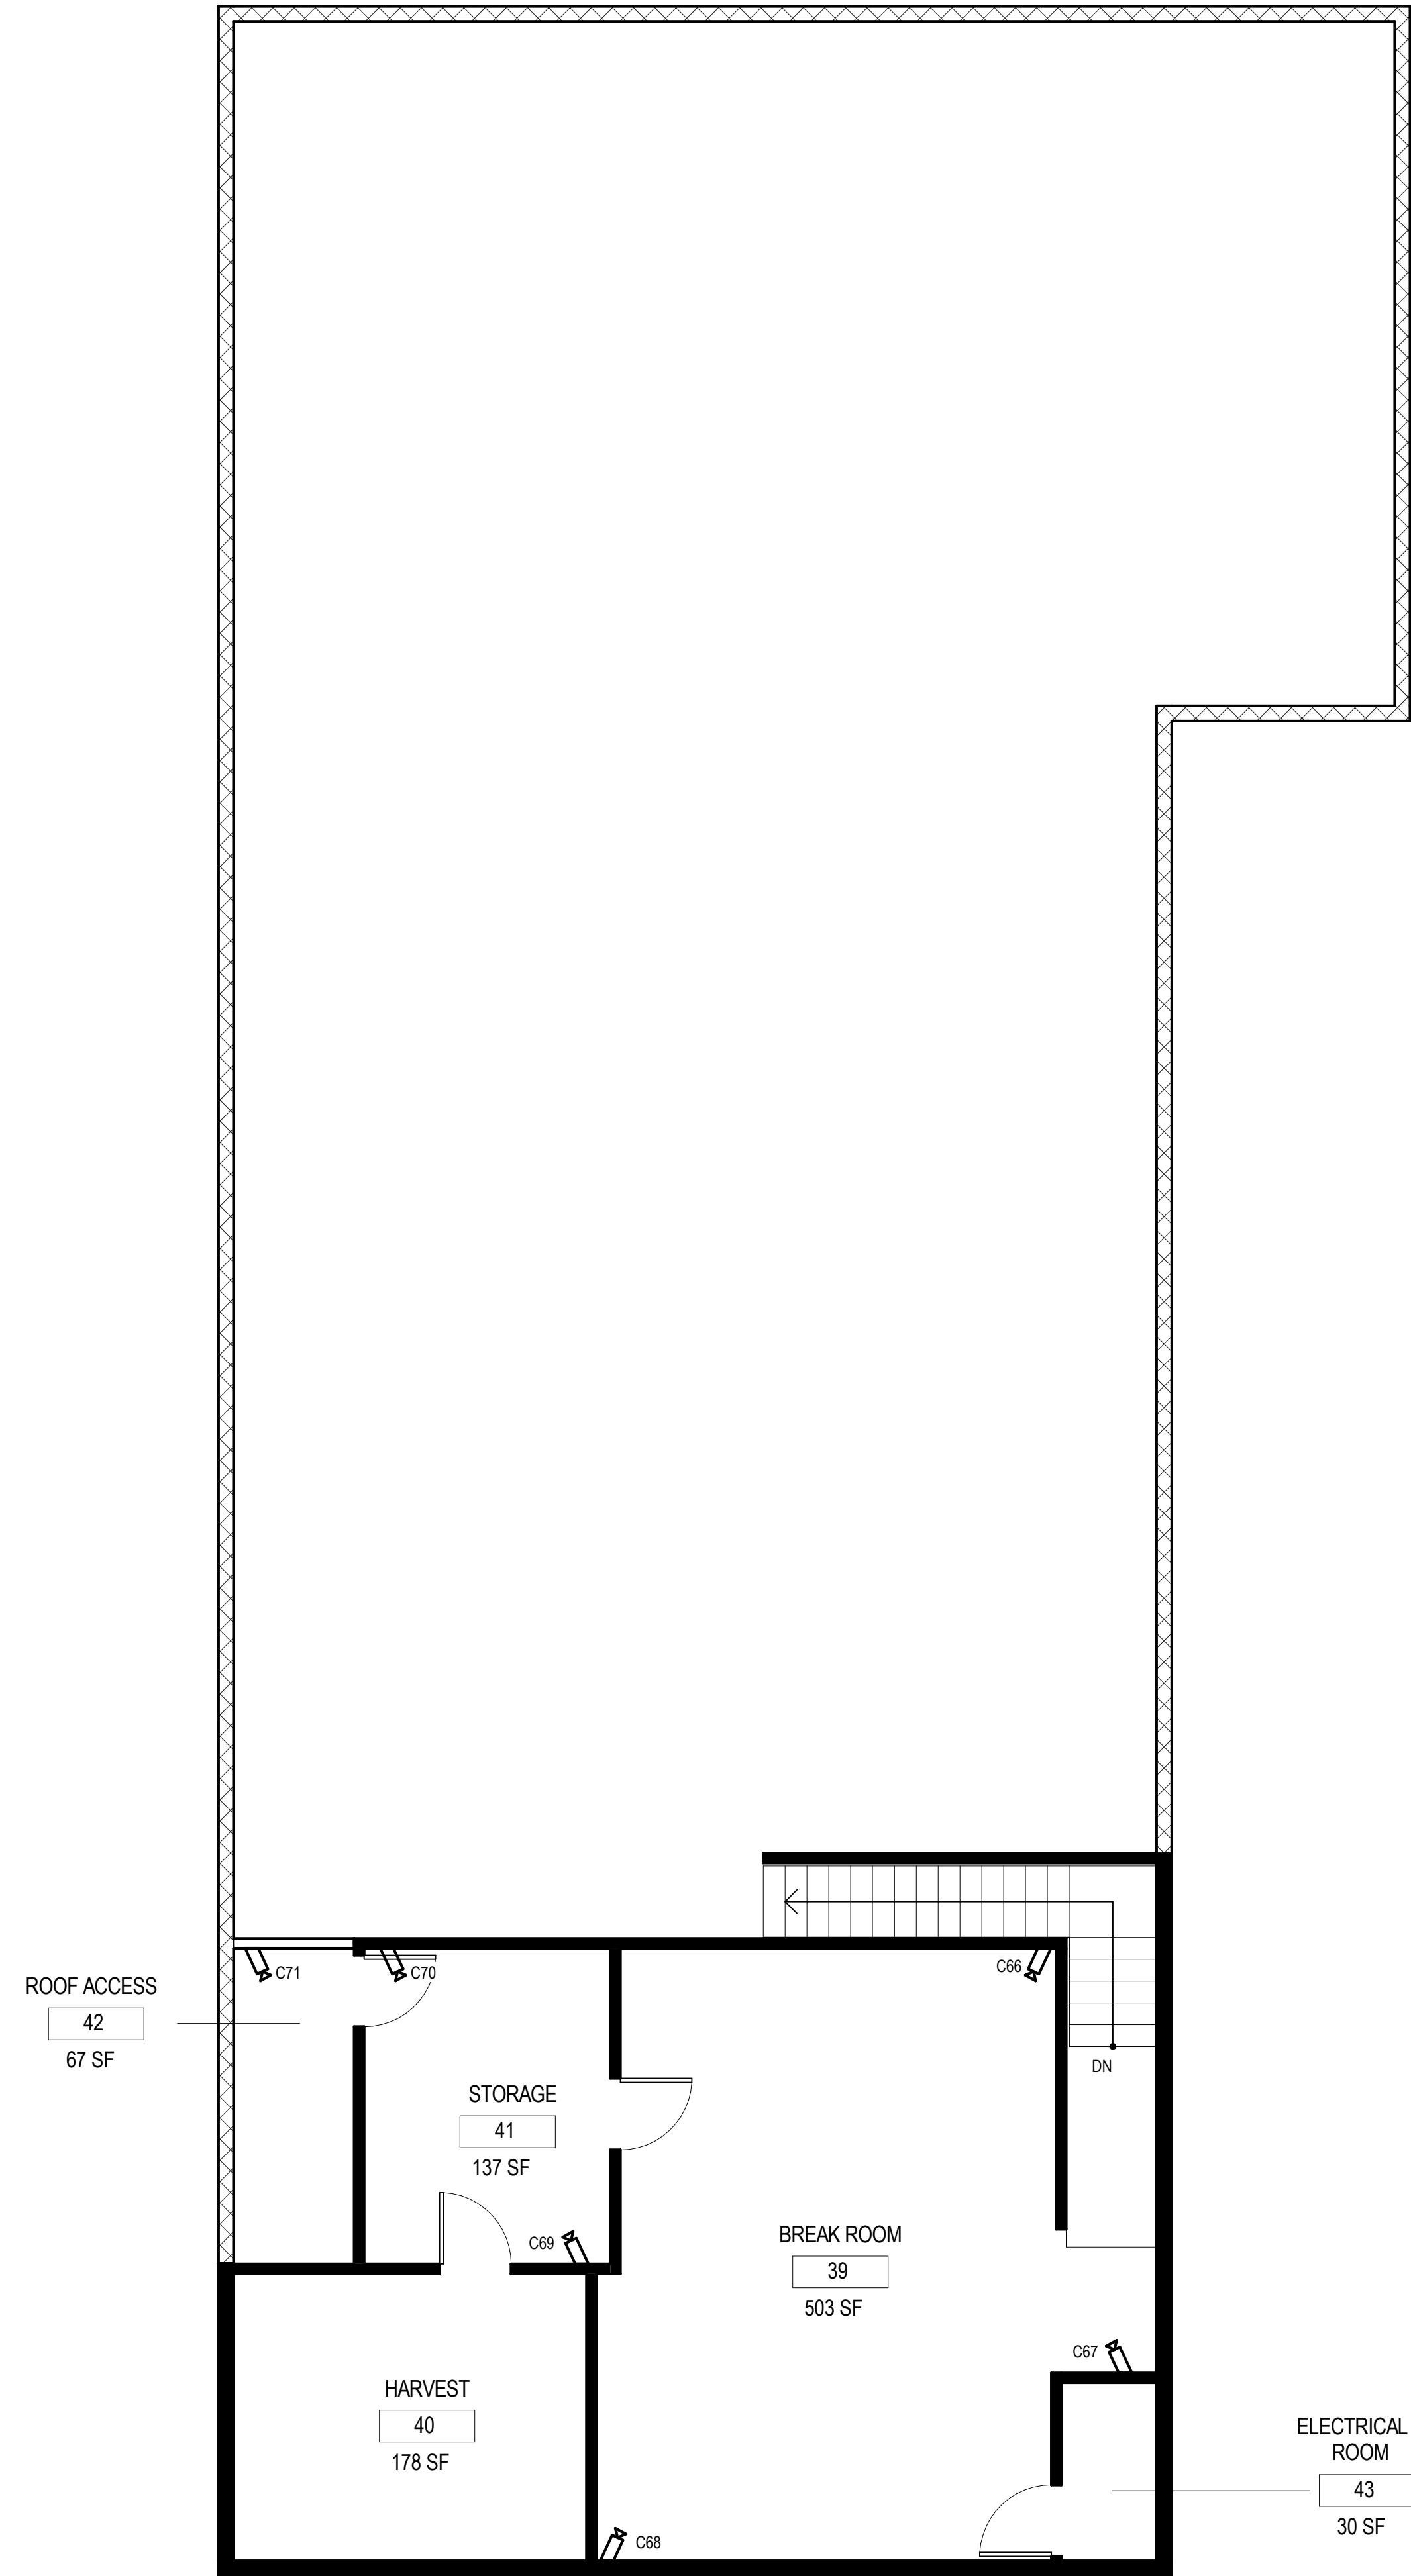 C71
C70
C66
ROOF ACCESS
42
67 SF
DN
STORAGE
41
137 SF
C69
BREAK ROOM
39
503 SF
C67
HARVEST
40
178 SF
ELECTRICAL
ROOM
43
30 SF
C68